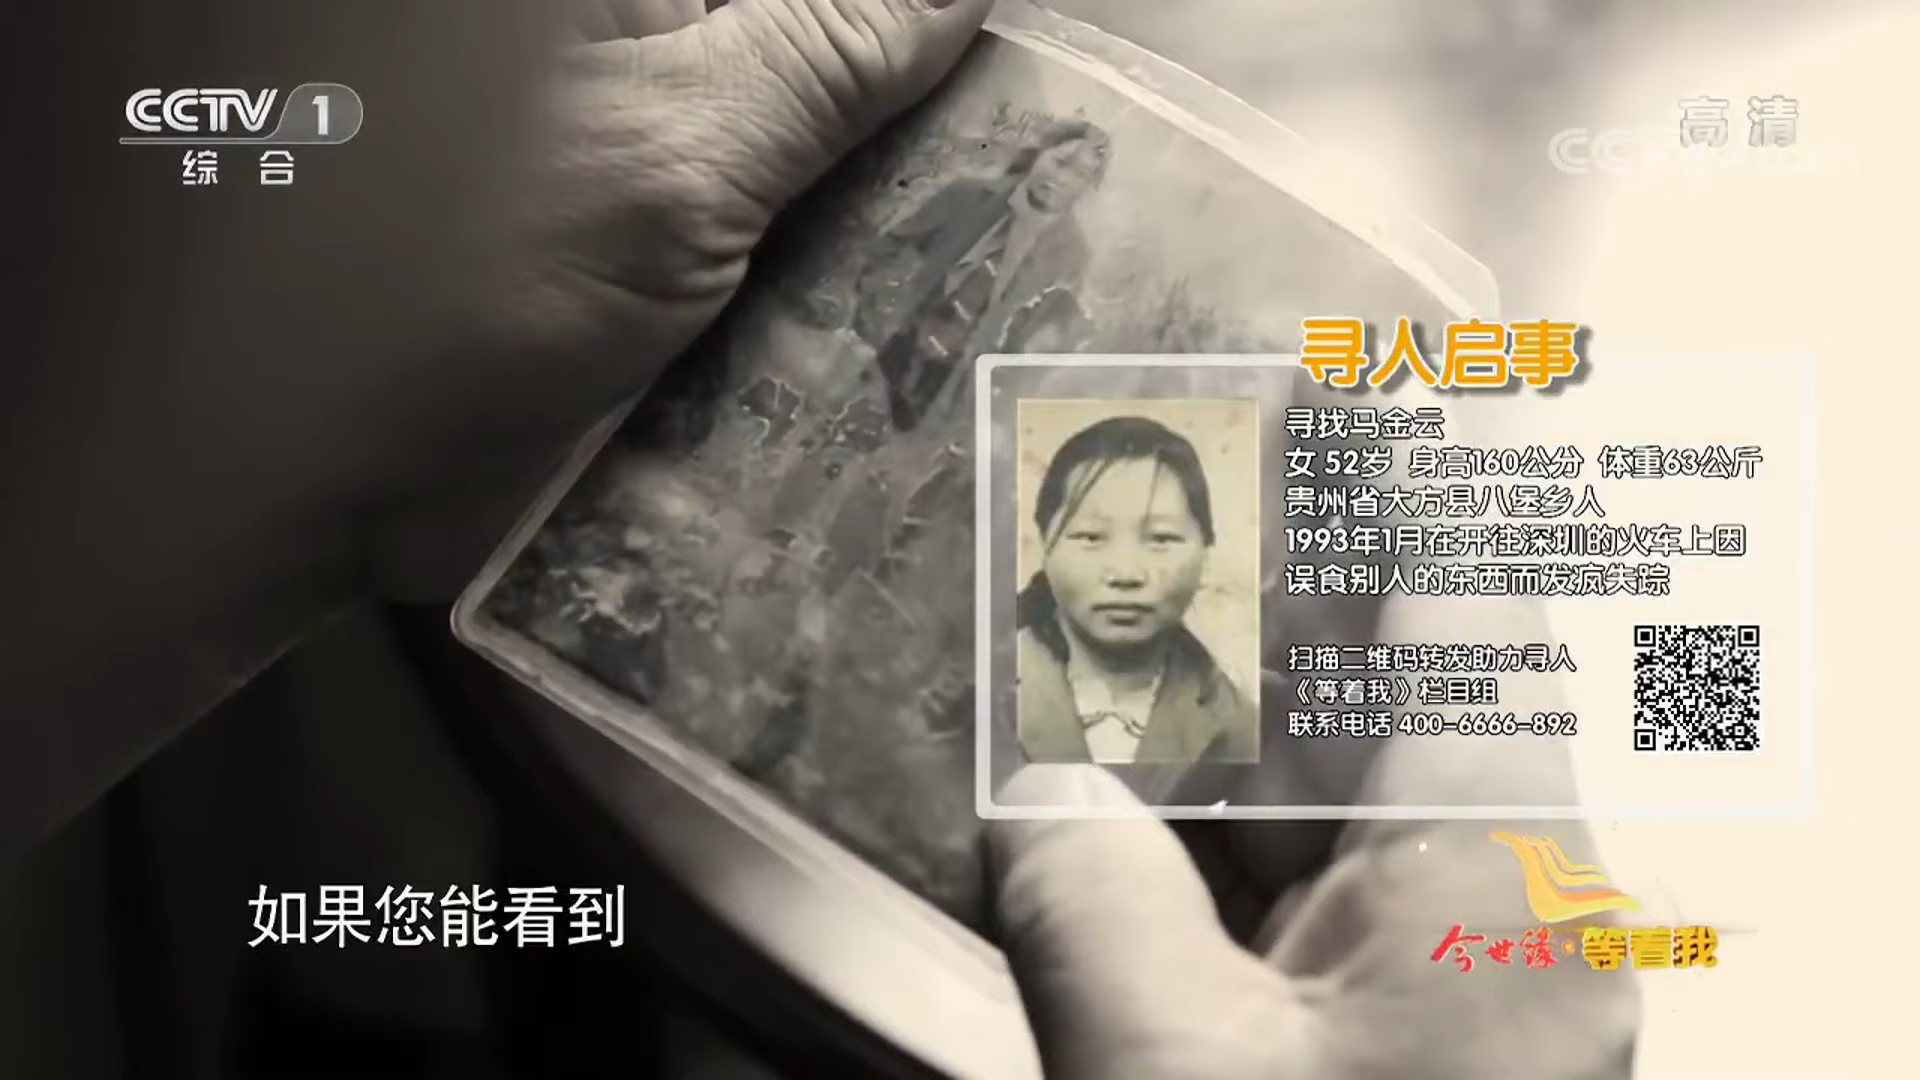 CCTV 1
综合
高清
CC
寻人启事
寻找马金云
女 52岁 身高160公分 体重63公斤
贵州省大方县八堡乡人
1993年1月在开往深圳的火车上因
误食别人的东西而发疯失踪
扫描二维码转发助力寻人
《等着我》栏目组
联系电话 400-6666-892
如果您能看到
今世缘·等着我